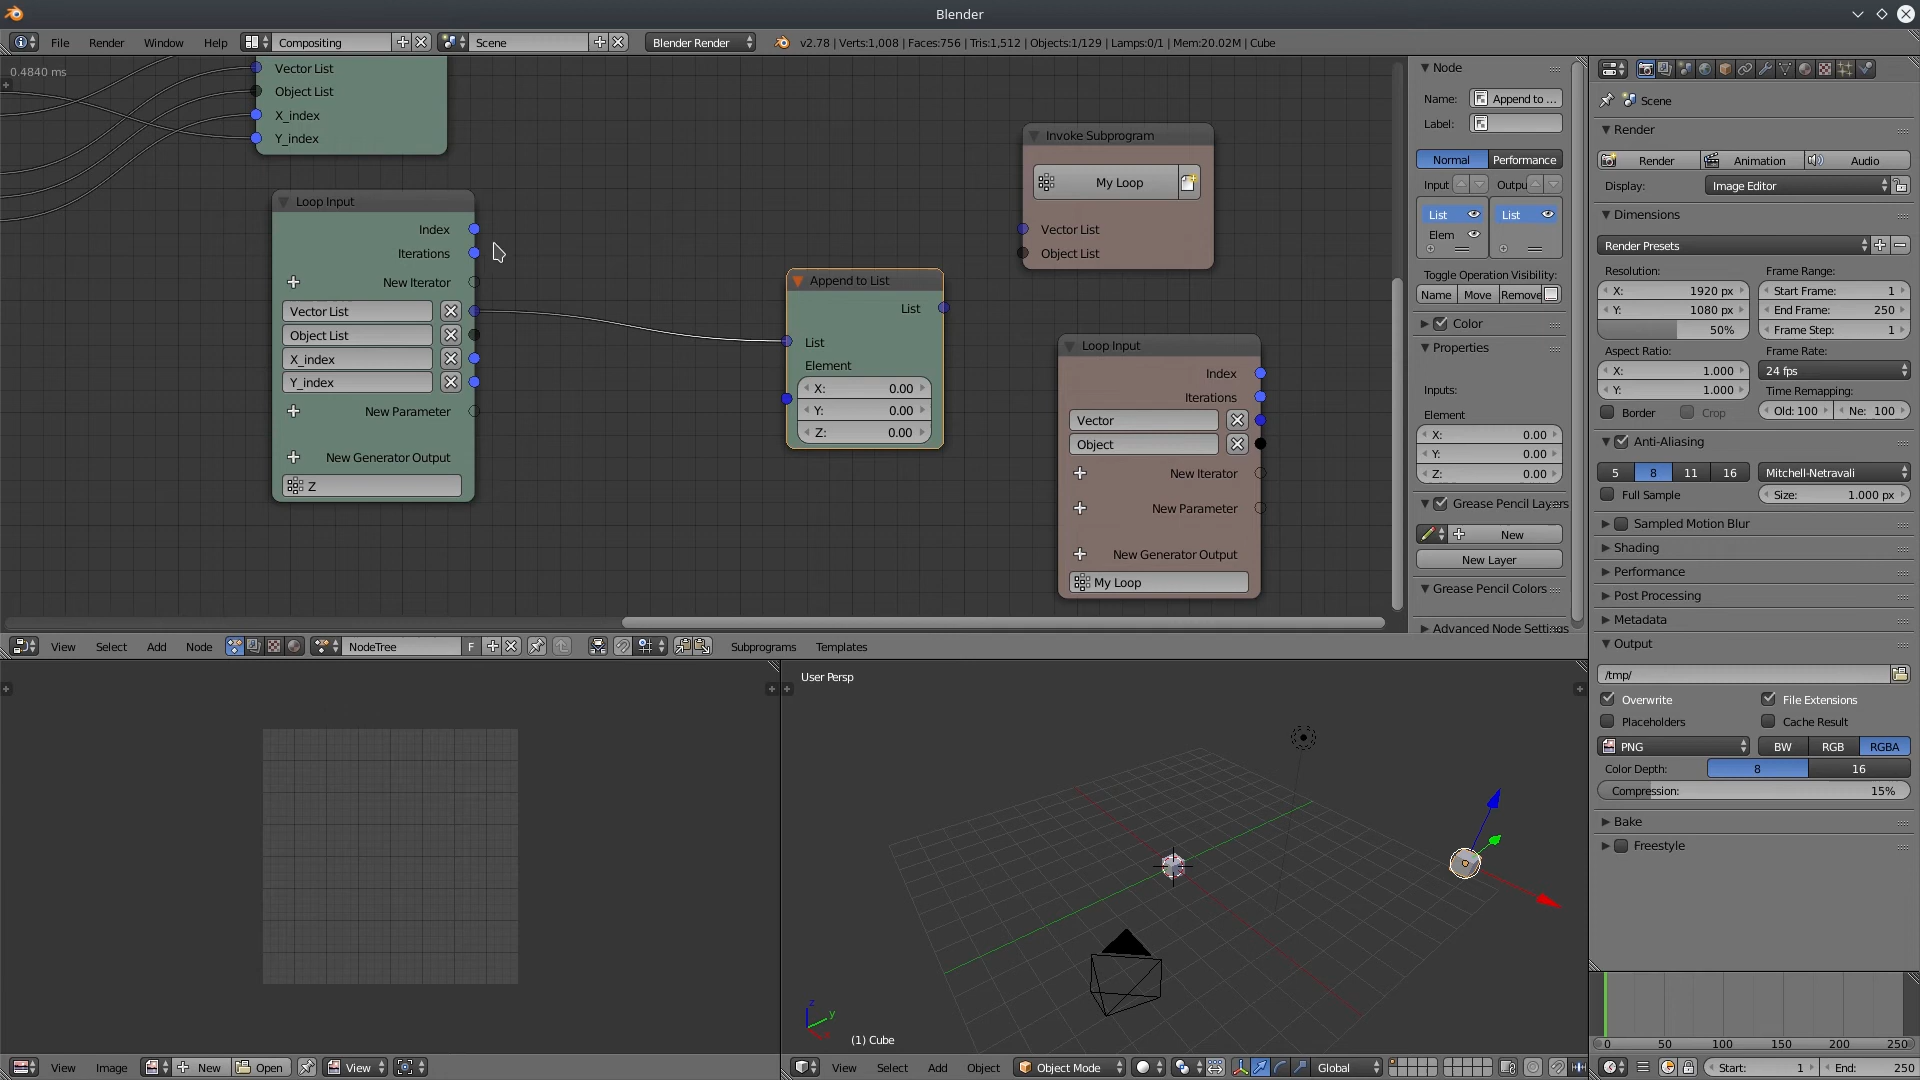 Blender
File Render Window Help Compositing Scene Blender Render v2.78 | Verts:1,008 | Faces:756 | Tris:1,512 | Objects:1/129 | Lamps:0/1 | Mem:20.02M | Cube
0.4840 ms
Vector List
Object List
X_index
Y_index
Loop Input
Index
Iterations
New Iterator
Vector List
Object List
X_index
Y_index
New Parameter
New Generator Output
Z
Append to List
List
List
Element
X: 0.00
Y: 0.00
Z: 0.00
Invoke Subprogram
My Loop
Vector List
Object List
Loop Input
Index
Iterations
Vector
Object
New Iterator
New Parameter
New Generator Output
My Loop
Node
Name: Append to ...
Label:
Normal Performance
Input Outpu
List List
Elem
Toggle Operation Visibility:
Name Move Remove
Color
Properties
Inputs:
Element
X: 0.00
Y: 0.00
Z: 0.00
Grease Pencil Layers
New
New Layer
Grease Pencil Colors
Advanced Node Settings
View Select Add Node NodeTree F Subprograms Templates
Scene
Render
Render Animation Audio
Display: Image Editor
Dimensions
Render Presets
Resolution: Frame Range:
X: 1920 px Start Frame: 1
Y: 1080 px End Frame: 250
50% Frame Step: 1
Aspect Ratio: Frame Rate:
X: 1.000 24 fps
Y: 1.000 Time Remapping:
Border Crop Old: 100 Ne: 100
Anti-Aliasing
5 8 11 16 Mitchell-Netravali
Full Sample Size: 1.000 px
Sampled Motion Blur
Shading
Performance
Post Processing
Metadata
Output
/tmp/
Overwrite File Extensions
Placeholders Cache Result
PNG BW RGB RGBA
Color Depth: 8 16
Compression: 15%
Bake
Freestyle
User Persp
z
y
(1) Cube
View Image New Open View
View Select Add Object Object Mode Global
0 50 100 150 200 250
Start: 1 End: 250